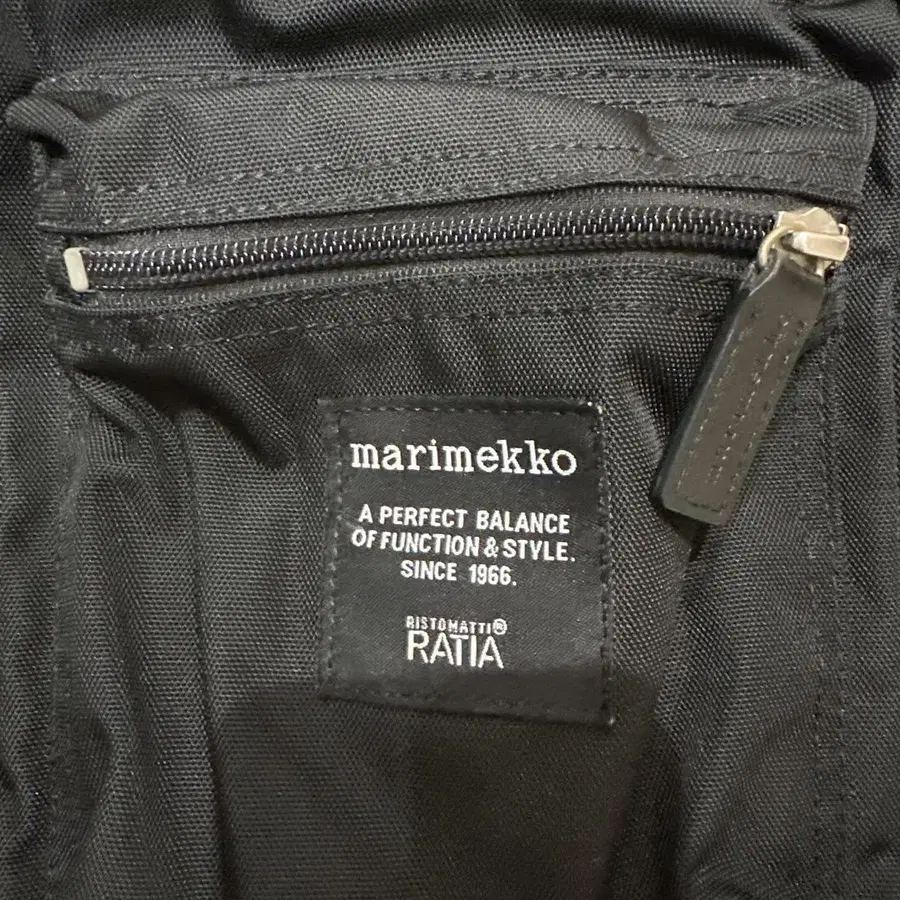 marimekko
A PERFECT BALANCE
OF FUNCTION & STYLE.
SINCE 1966.
RISTOMATTI®
RATIA